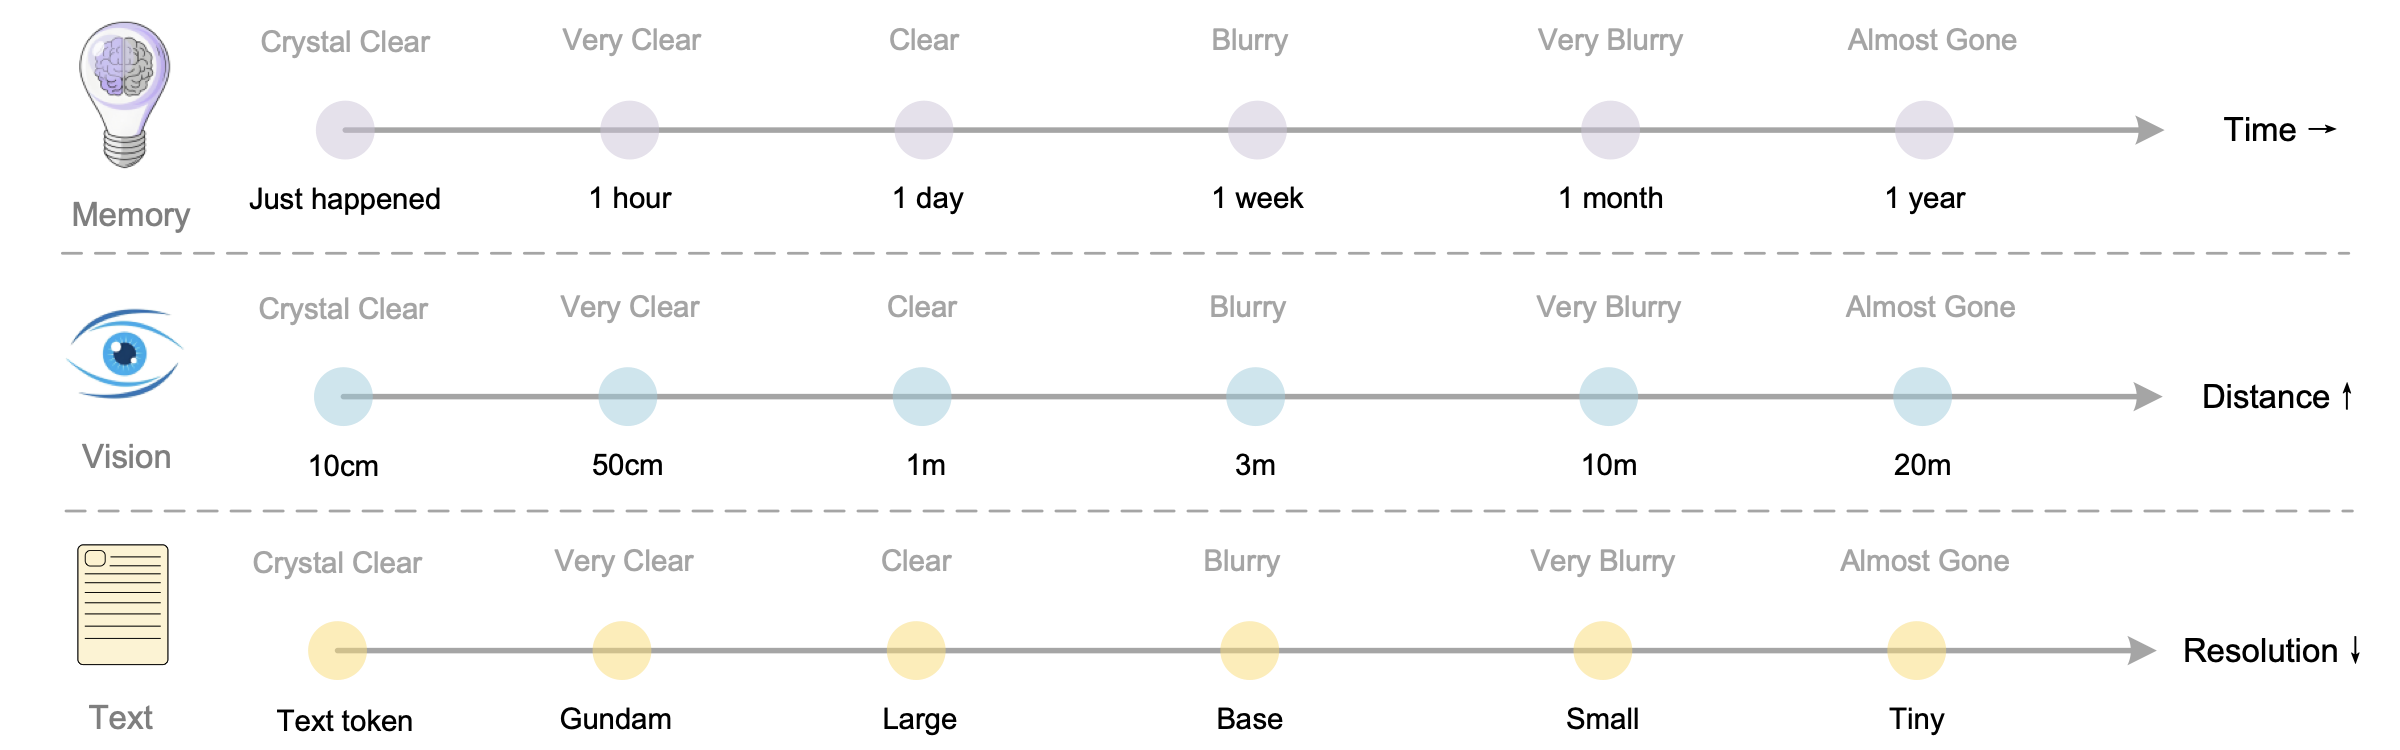 Crystal Clear Very Clear Clear Blurry Very Blurry Almost Gone
Time →
Just happened 1 hour 1 day 1 week 1 month 1 year
Memory
Crystal Clear Very Clear Clear Blurry Very Blurry Almost Gone
Distance ↑
Vision
10cm 50cm 1m 3m 10m 20m
Crystal Clear Very Clear Clear Blurry Very Blurry Almost Gone
Resolution ↓
Text
Text token Gundam Large Base Small Tiny